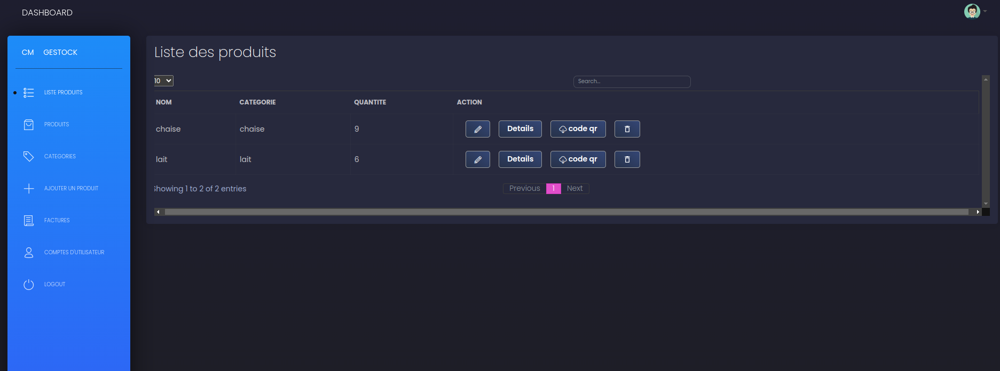 DASHBOARD
CM GESTOCK
LISTE PRODUITS
PRODUITS
CATEGORIES
AJOUTER UN PRODUIT
FACTURES
COMPTES D'UTILISATEUR
LOGOUT
Liste des produits
10 Search...
NOM CATEGORIE QUANTITE ACTION
chaise chaise 9 Details code qr
lait lait 6 Details code qr
Showing 1 to 2 of 2 entries Previous 1 Next